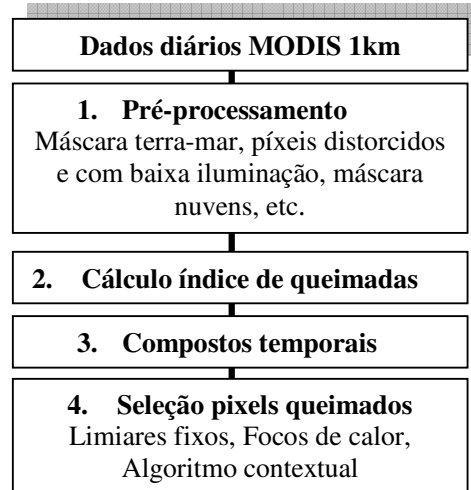 Dados diários MODIS 1km
1. Pré-processamento
Máscara terra-mar, píxeis distorcidos
e com baixa iluminação, máscara
nuvens, etc.
2. Cálculo índice de queimadas
3. Compostos temporais
4. Seleção pixels queimados
Limiares fixos, Focos de calor,
Algoritmo contextual